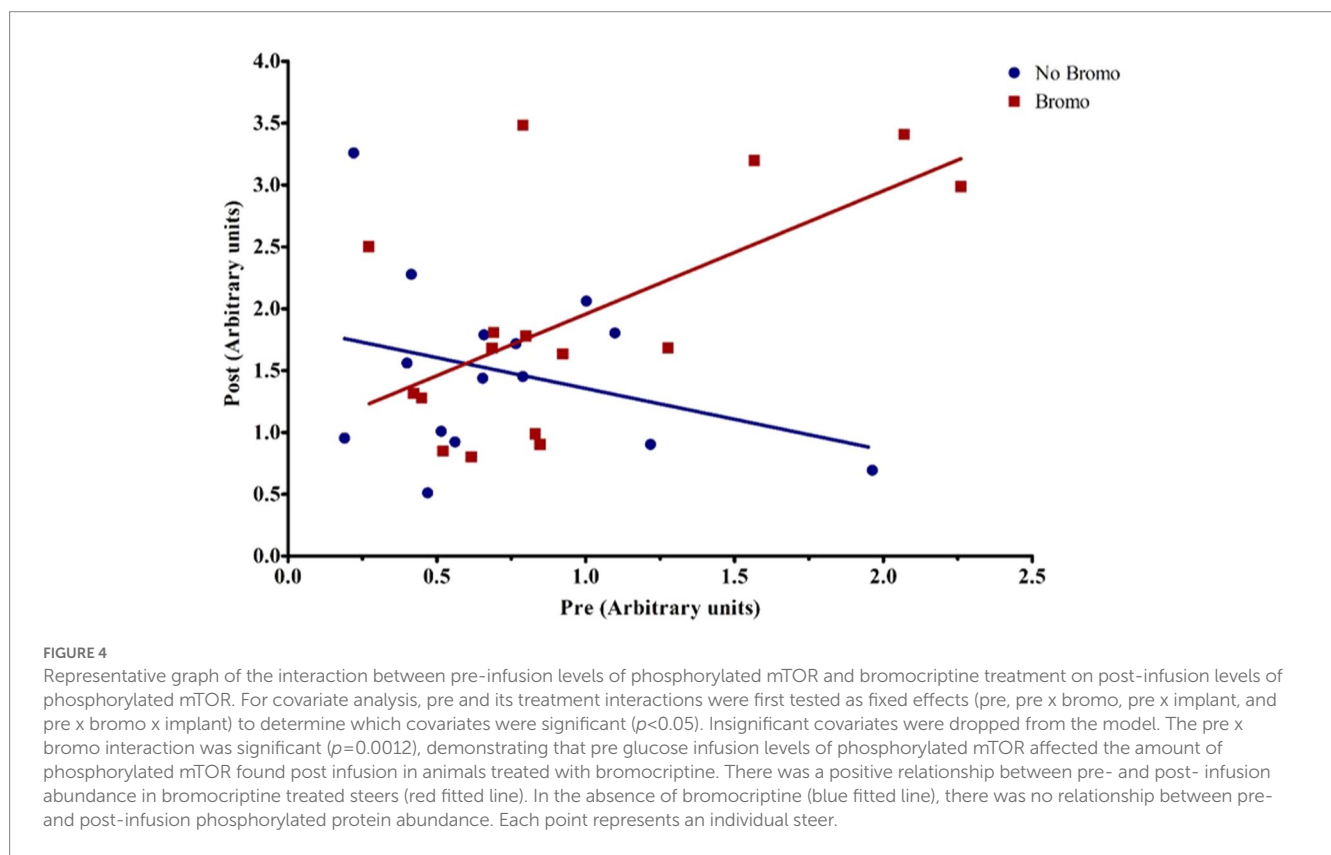 4.0
3.5
3.0
2.5
2.0
1.5
1.0
0.5
0.0
Post (Arbitrary units)
0.0 0.5 1.0 1.5 2.0 2.5
Pre (Arbitrary units)
No Bromo
Bromo
FIGURE 4
Representative graph of the interaction between pre-infusion levels of phosphorylated mTOR and bromocriptine treatment on post-infusion levels of
phosphorylated mTOR. For covariate analysis, pre and its treatment interactions were first tested as fixed effects (pre, pre x bromo, pre x implant, and
pre x bromo x implant) to determine which covariates were significant (p<0.05). Insignificant covariates were dropped from the model. The pre x
bromo interaction was significant (p=0.0012), demonstrating that pre glucose infusion levels of phosphorylated mTOR affected the amount of
phosphorylated mTOR found post infusion in animals treated with bromocriptine. There was a positive relationship between pre- and post- infusion
abundance in bromocriptine treated steers (red fitted line). In the absence of bromocriptine (blue fitted line), there was no relationship between pre-
and post-infusion phosphorylated protein abundance. Each point represents an individual steer.